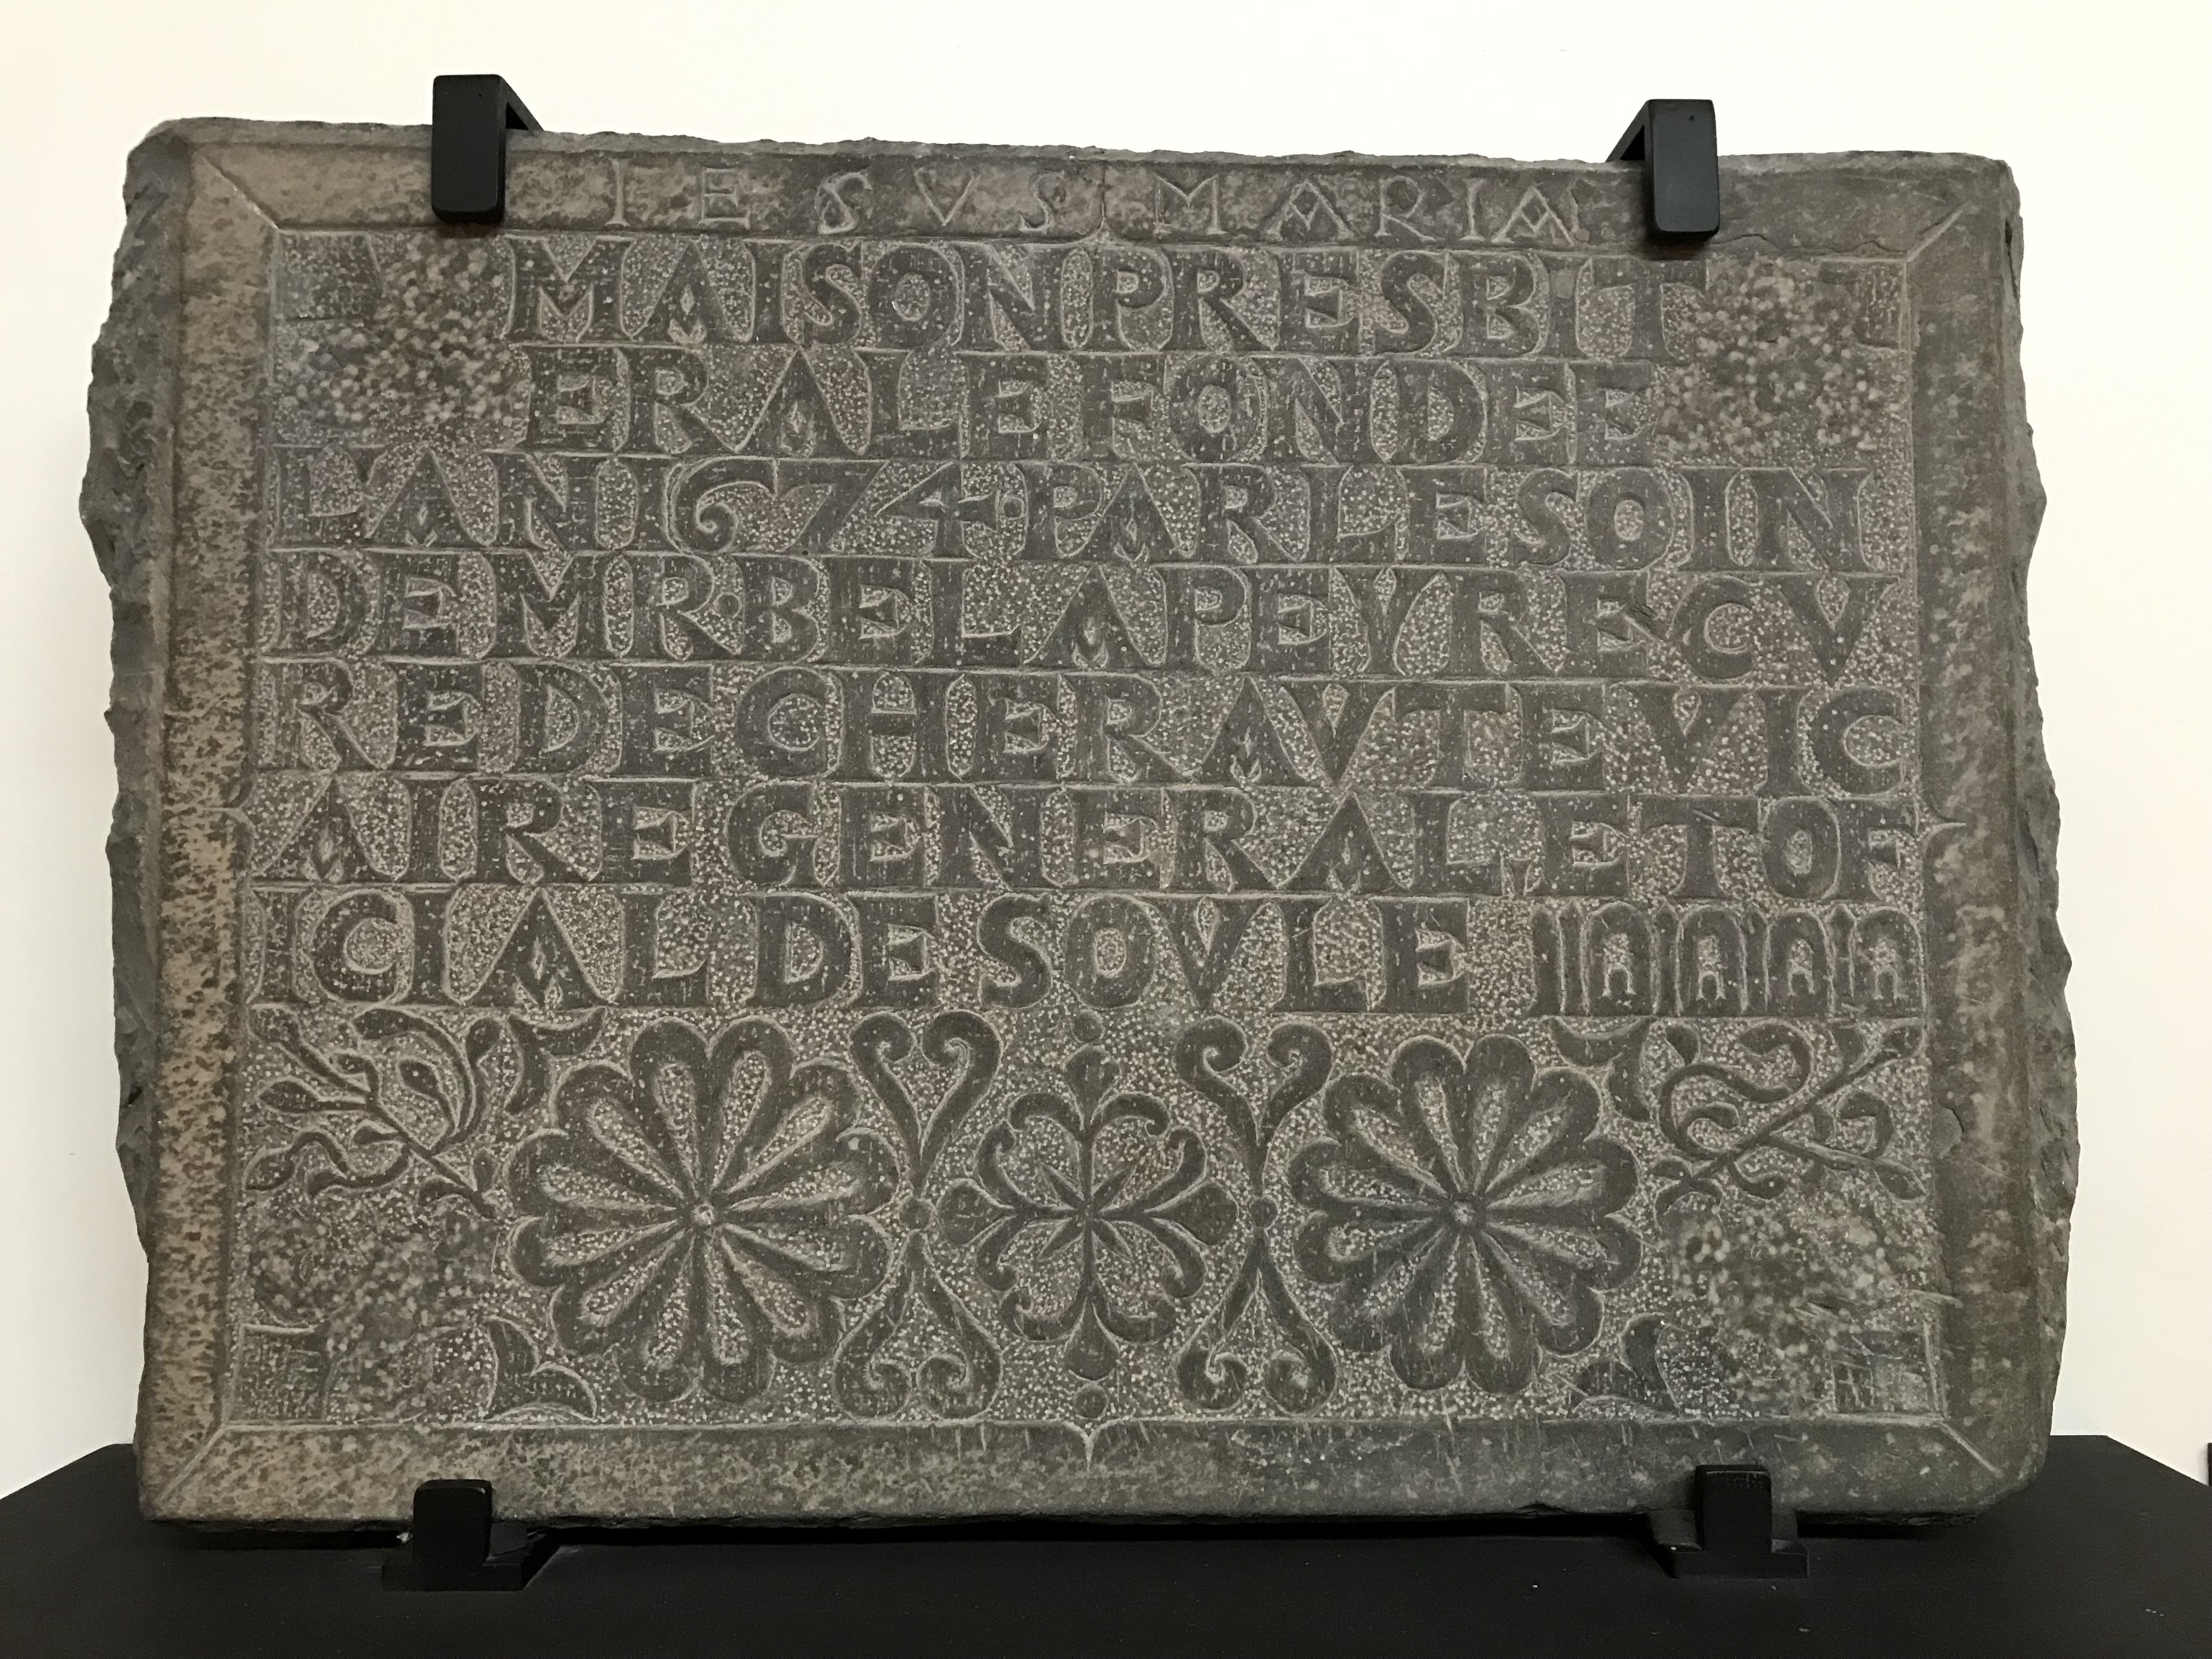 IESVS MARIA
MAISON PRESBIT
ERALE FONDEE
L'AN 1674·PAR LE SOIN
DE MR·BELAPEYRE CV
RE DE CHERAVTE VIC
AIRE GENERAL ET OF
ICIAL DE SOVLE